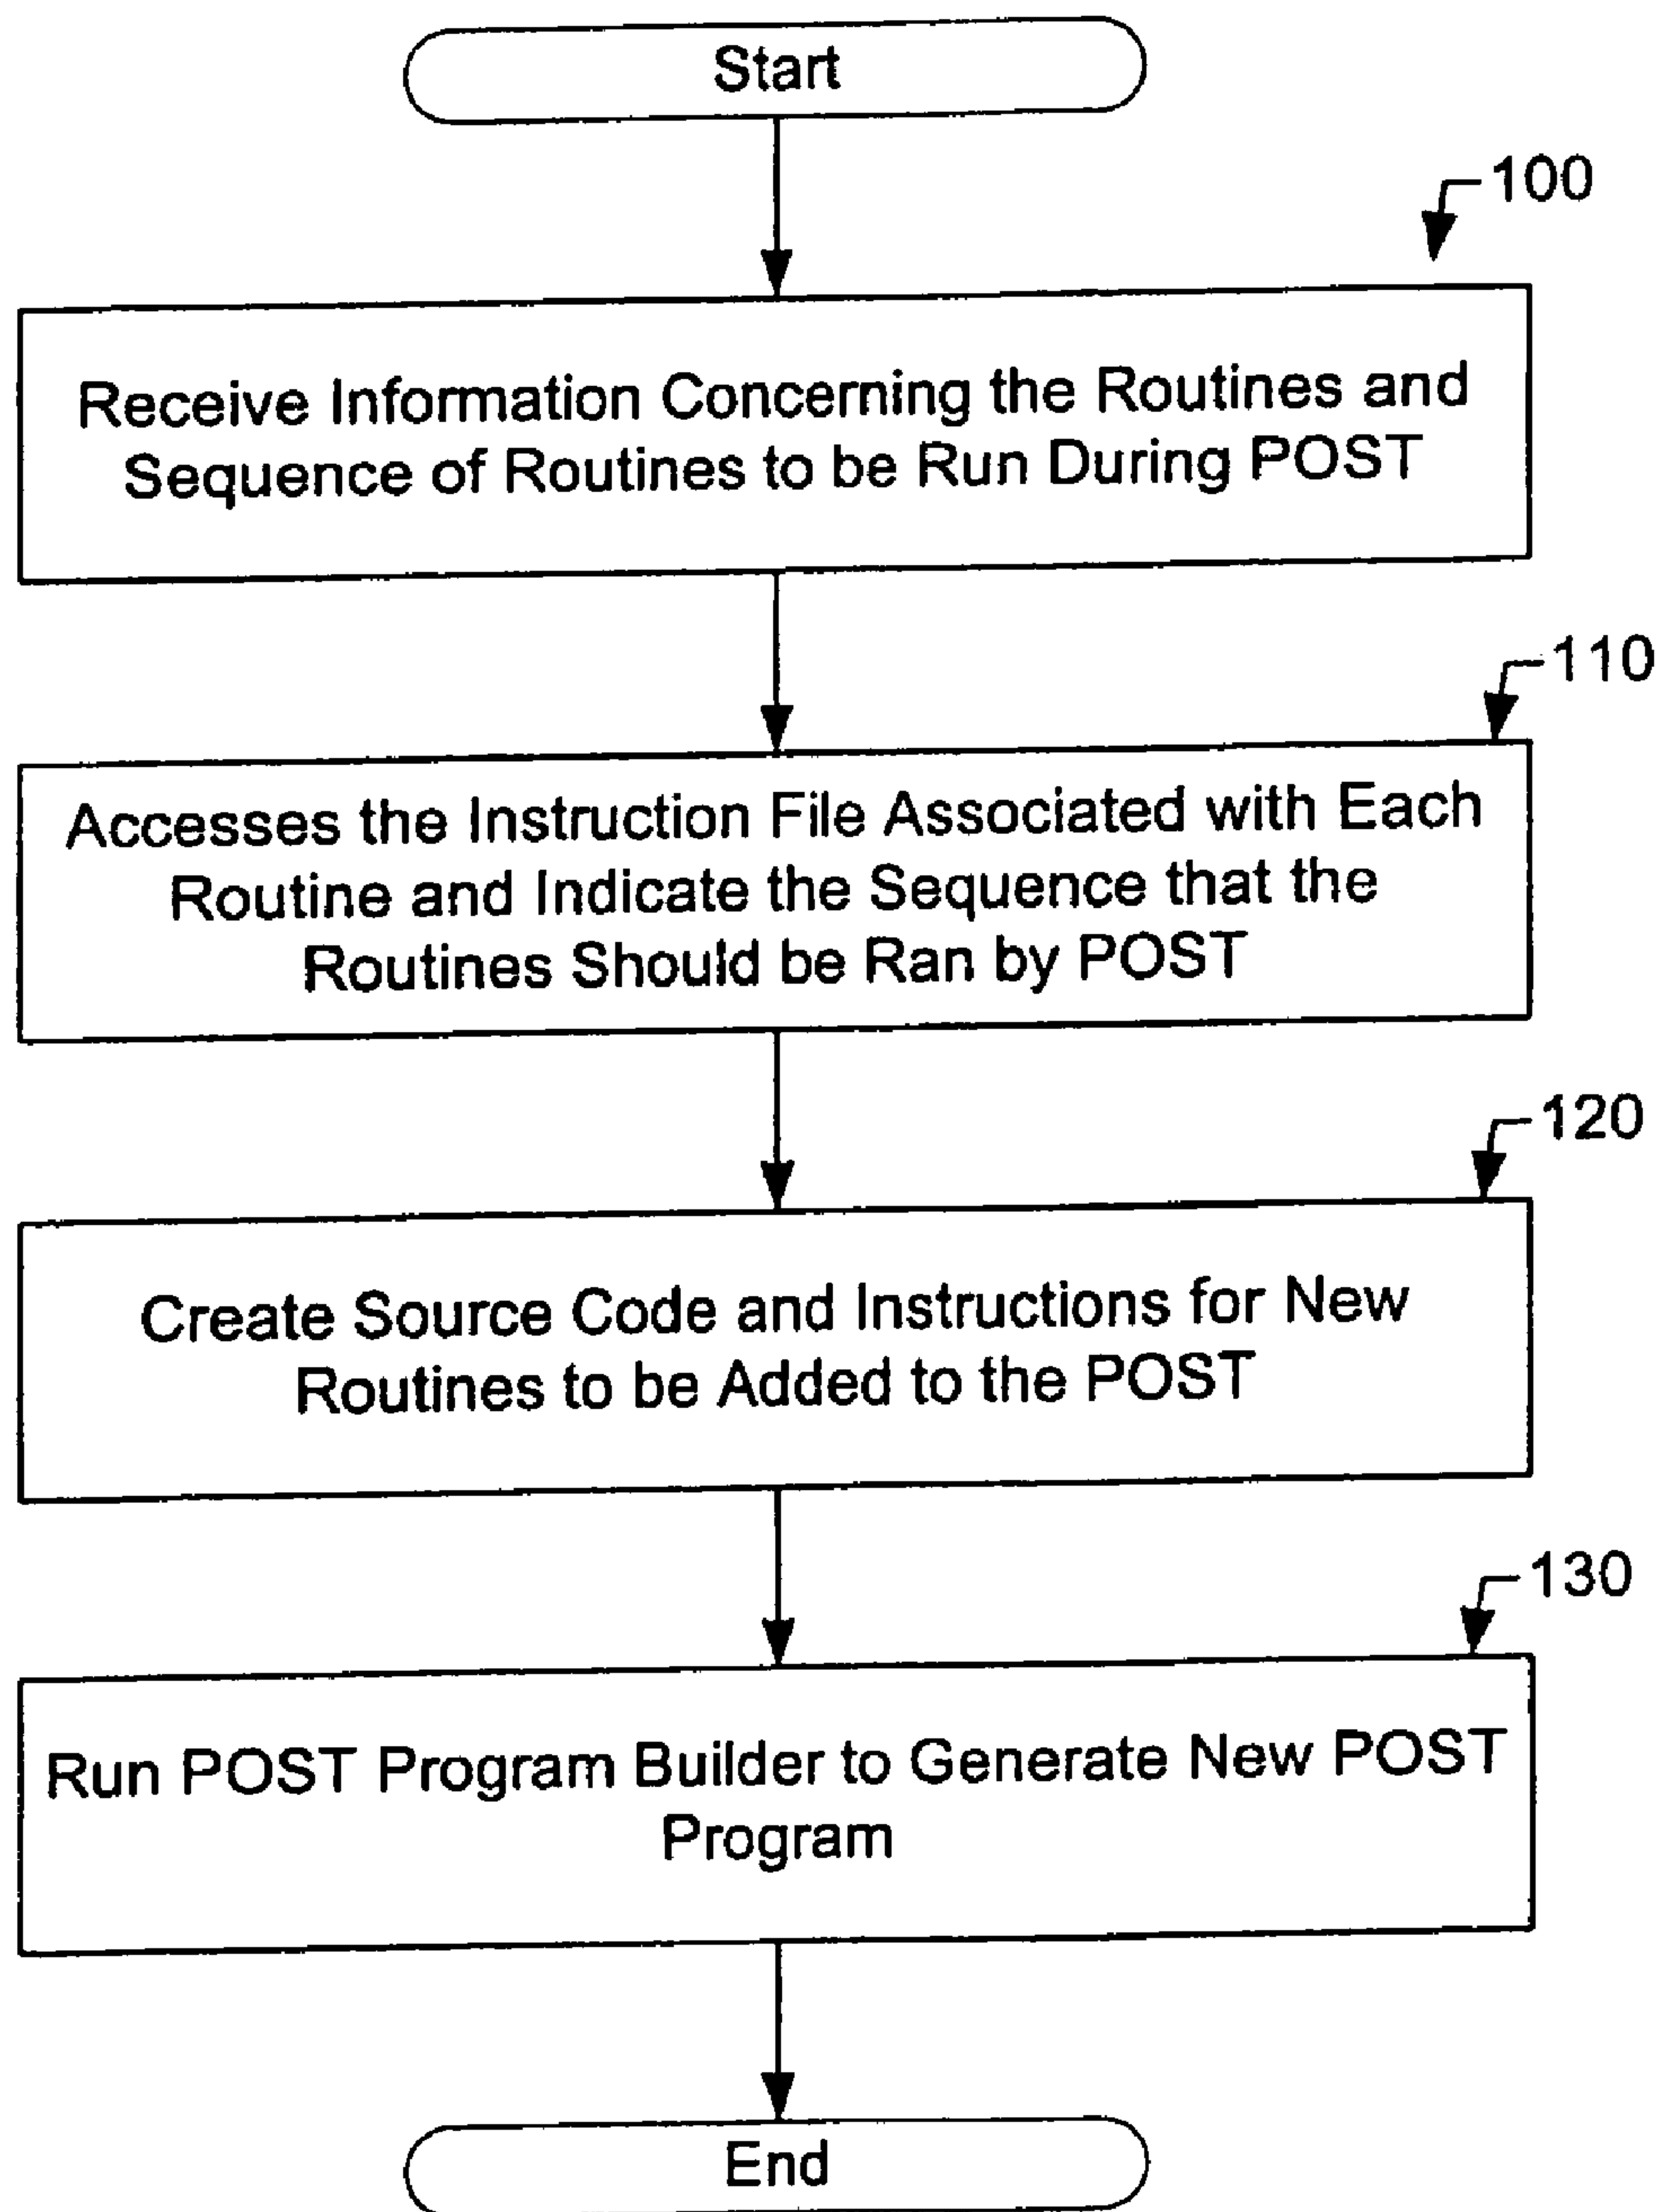 Start
100
Receive Information Concerning the Routines and
Sequence of Routines to be Run During POST
110
Accesses the Instruction File Associated with Each
Routine and Indicate the Sequence that the
Routines Should be Ran by POST
120
Create Source Code and Instructions for New
Routines to be Added to the POST
130
Run POST Program Builder to Generate New POST
Program
End